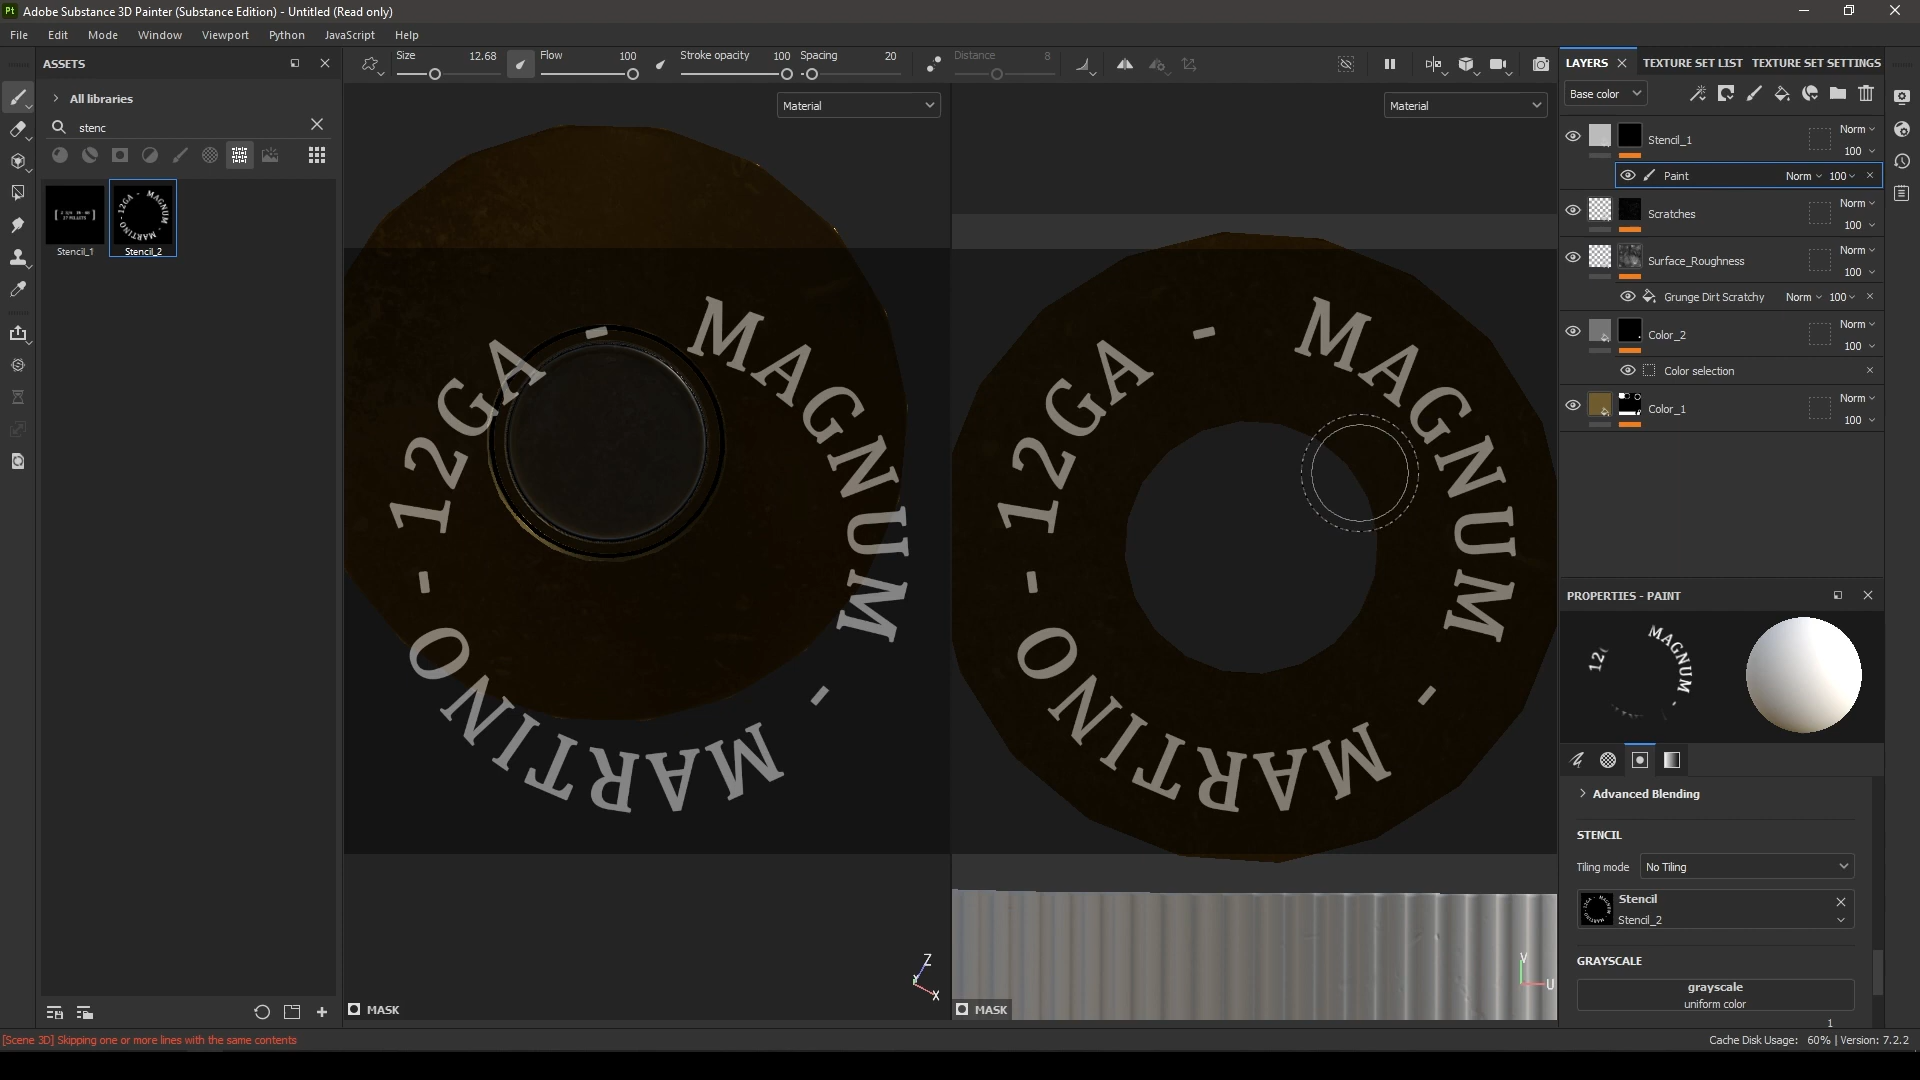 Pt Adobe Substance 3D Painter (Substance Edition) - Untitled (Read only)
File Edit Mode Window Viewport Python JavaScript Help
ASSETS
All libraries
stenc
Stencil_1
Stencil_2
Size 12.68
Flow 100
Stroke opacity 100
Spacing 20
Distance 8
Material
Material
12GA - MAGNUM - MARTINO -
12GA - MAGNUM - MARTINO -
Z
Y
X
V
U
MASK
MASK
LAYERS
TEXTURE SET LIST
TEXTURE SET SETTINGS
Base color
Stencil_1 Norm 100
Paint Norm 100
Scratches Norm 100
Surface_Roughness Norm 100
Grunge Dirt Scratchy Norm 100
Color_2 Norm 100
Color selection
Color_1 Norm 100
PROPERTIES - PAINT
Advanced Blending
STENCIL
Tiling mode No Tiling
Stencil
Stencil_2
GRAYSCALE
grayscale
uniform color
1
[Scene 3D] Skipping one or more lines with the same contents
Cache Disk Usage: 60% | Version: 7.2.2